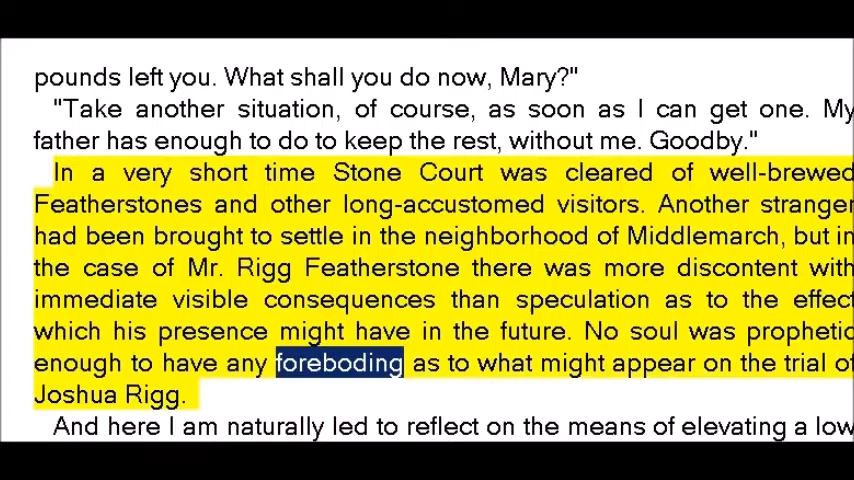 pounds left you. What shall you do now, Mary?"
"Take another situation, of course, as soon as I can get one. My
father has enough to do to keep the rest, without me. Goodby."
In a very short time Stone Court was cleared of well-brewed
Featherstones and other long-accustomed visitors. Another stranger
had been brought to settle in the neighborhood of Middlemarch, but in
the case of Mr. Rigg Featherstone there was more discontent with
immediate visible consequences than speculation as to the effect
which his presence might have in the future. No soul was prophetic
enough to have any foreboding as to what might appear on the trial of
Joshua Rigg.
And here I am naturally led to reflect on the means of elevating a low